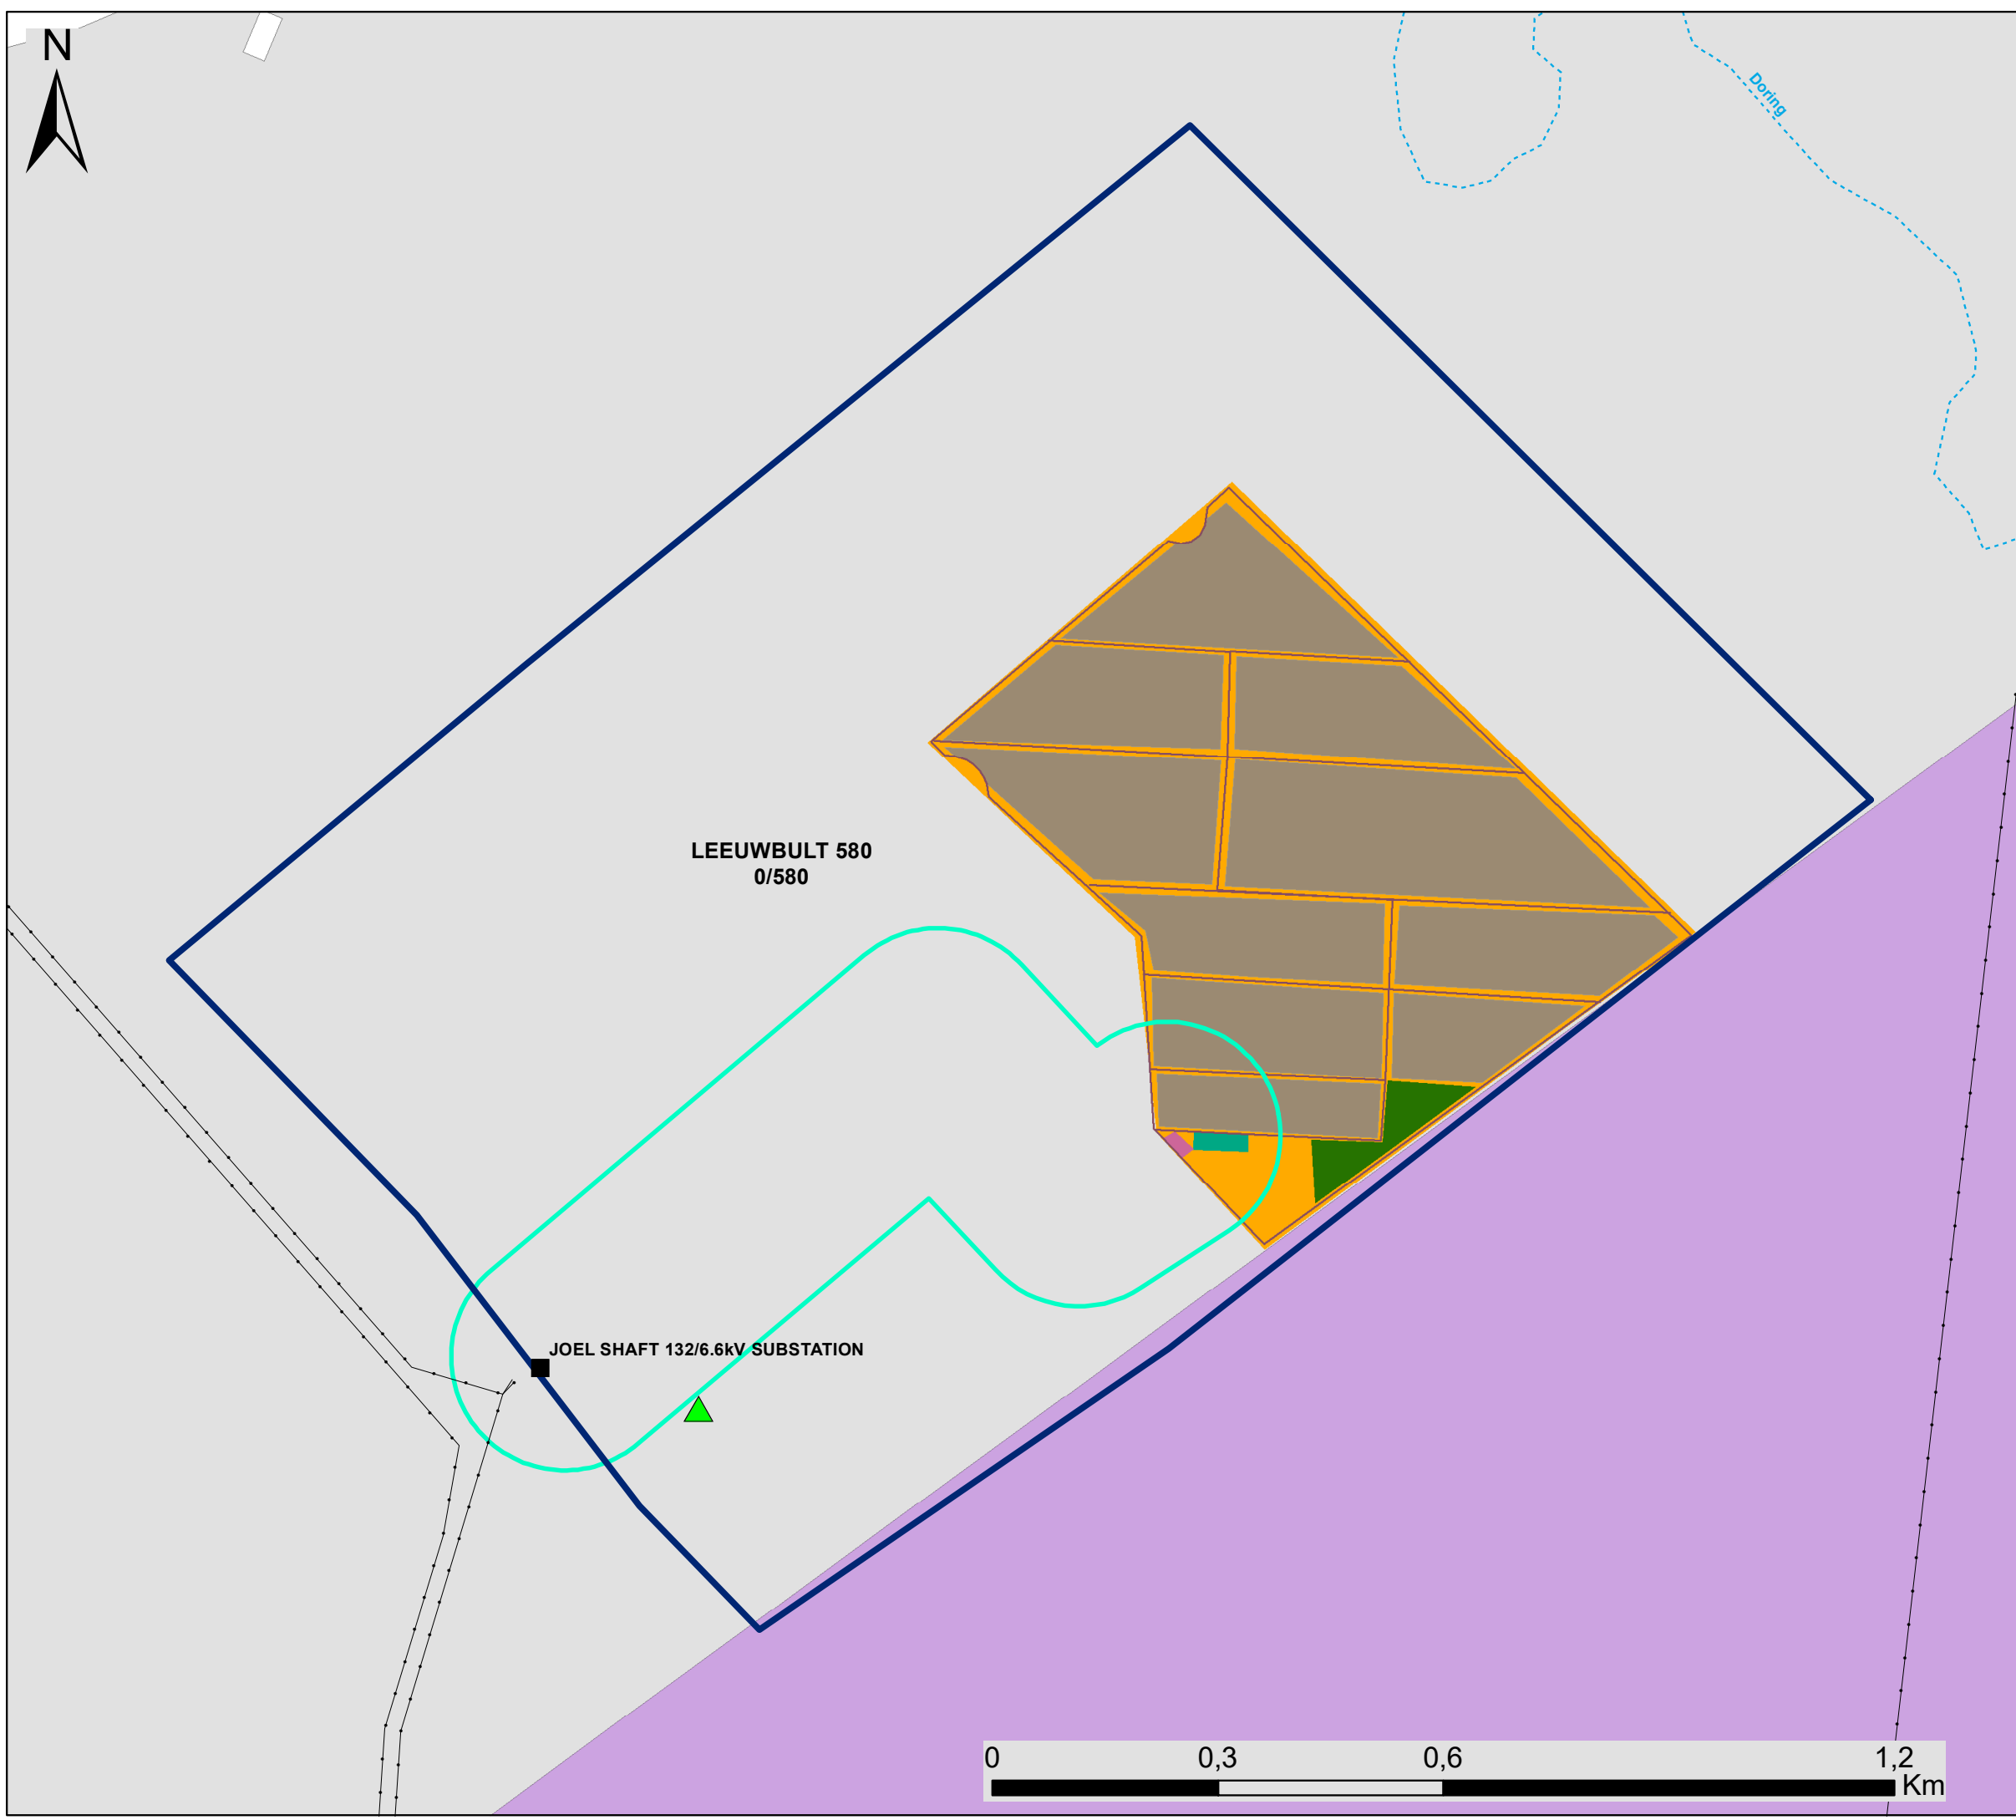 N
Doring
LEEUWBULT 580
0/580
JOEL SHAFT 132/6.6kV SUBSTATION
0 0,3 0,6 1,2
Km